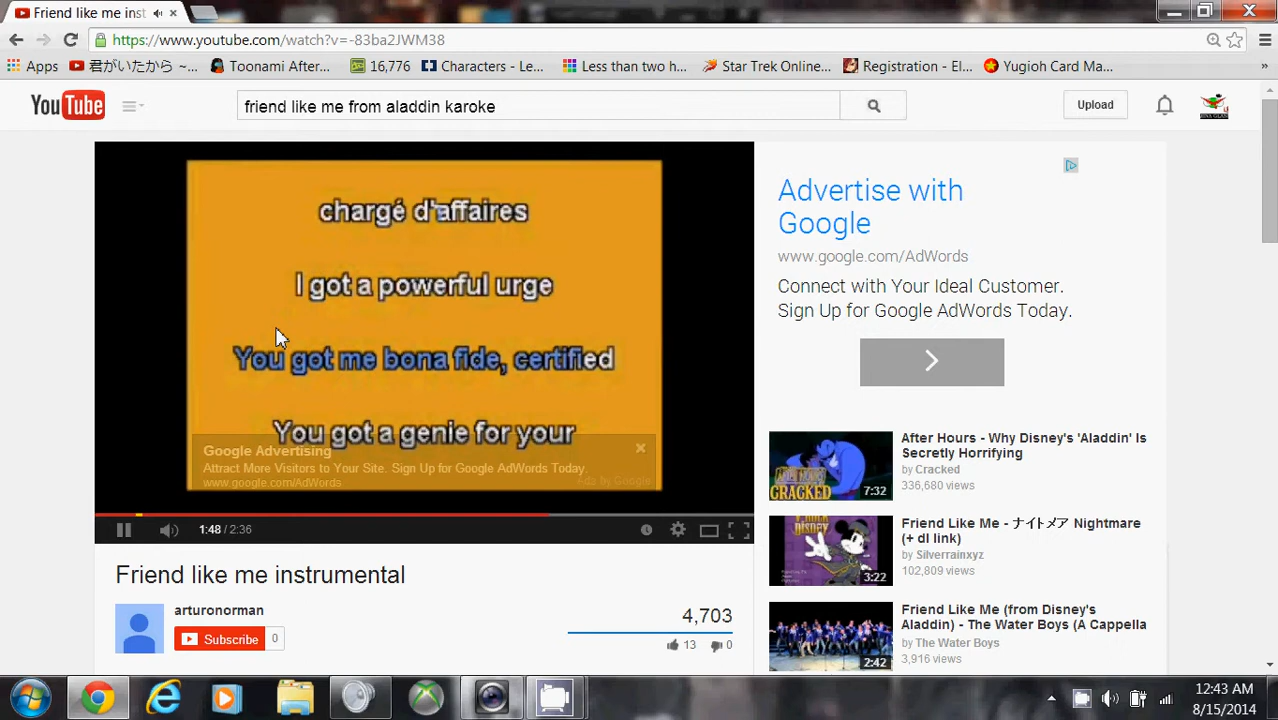 Friend like me inst
https://www.youtube.com/watch?v=-83ba2JWM38
Apps
君がいたから ~...
Toonami After...
16,776
Characters - Le...
Less than two h...
Star Trek Online...
Registration - El...
Yugioh Card Ma...
»
YouTube
friend like me from aladdin karoke
Upload
chargé d'affaires
I got a powerful urge
You got me bona fide, certified
You got a genie for your
Google Advertising
Attract More Visitors to Your Site. Sign Up for Google AdWords Today.
www.google.com/AdWords
Ads by Google
1:48 / 2:36
Friend like me instrumental
arturonorman
Subscribe
0
4,703
13
0
Advertise with
Google
www.google.com/AdWords
Connect with Your Ideal Customer.
Sign Up for Google AdWords Today.
After Hours - Why Disney's 'Aladdin' Is
Secretly Horrifying
by Cracked
336,680 views
AFTER HOURS
CRACKED
7:32
Friend Like Me - ナイトメア Nightmare
(+ dl link)
by Silverrainxyz
102,809 views
V-ROCK
DISNEY
3:22
Friend Like Me (from Disney's
Aladdin) - The Water Boys (A Cappella
by The Water Boys
3,916 views
2:42
12:43 AM
8/15/2014